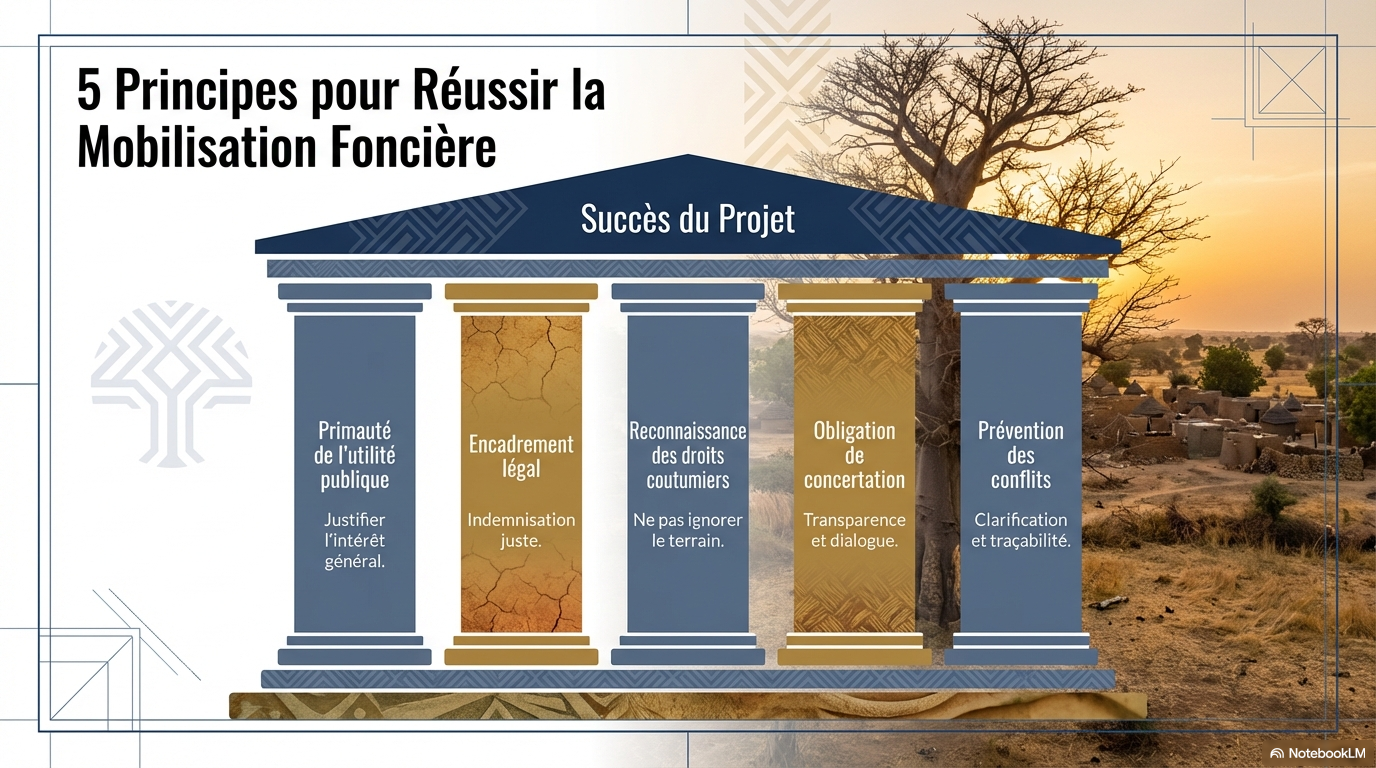 5 Principes pour Réussir la
Mobilisation Foncière
Succès du Projet
Primauté
de l'utilité
publique
Justifier
l'intérêt
général.
Encadrement
légal
Indemnisation
juste.
Reconnaissance
des droits
coutumiers
Ne pas ignorer
le terrain.
Obligation
de
concertation
Transparence
et dialogue.
Prévention
des
conflits
Clarification
et traçabilité.
NotebookLM